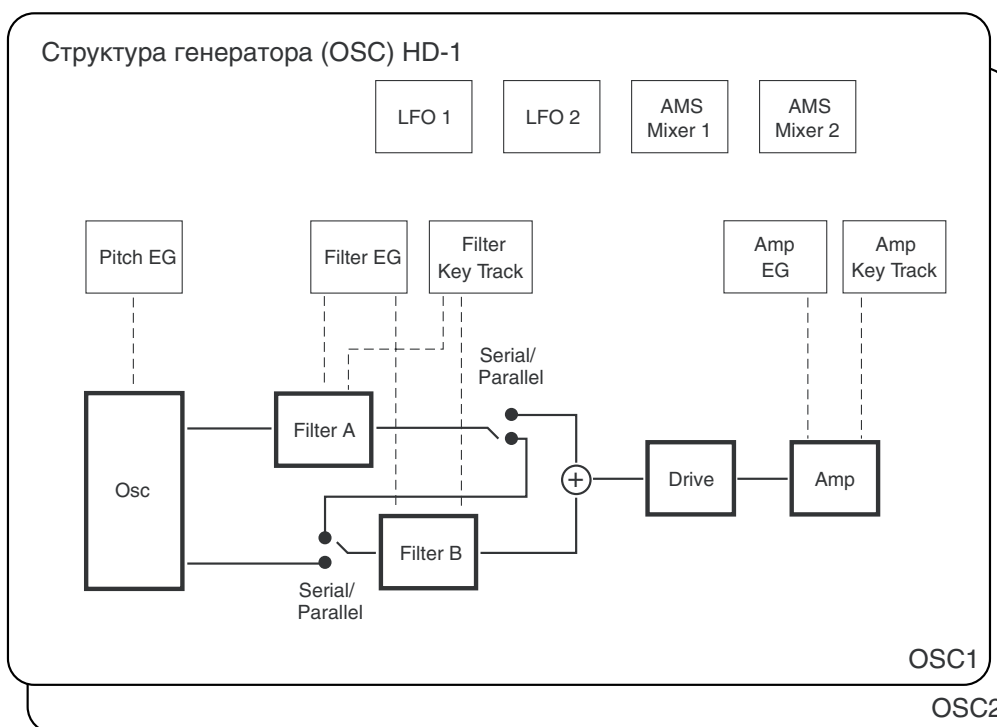 Структура генератора (OSC) HD-1
LFO 1
LFO 2
AMS
Mixer 1
AMS
Mixer 2
Pitch EG
Filter EG
Filter
Key Track
Amp
EG
Amp
Key Track
Serial/
Parallel
Filter A
Osc
Drive
Amp
Filter B
Serial/
Parallel
OSC1
OSC2